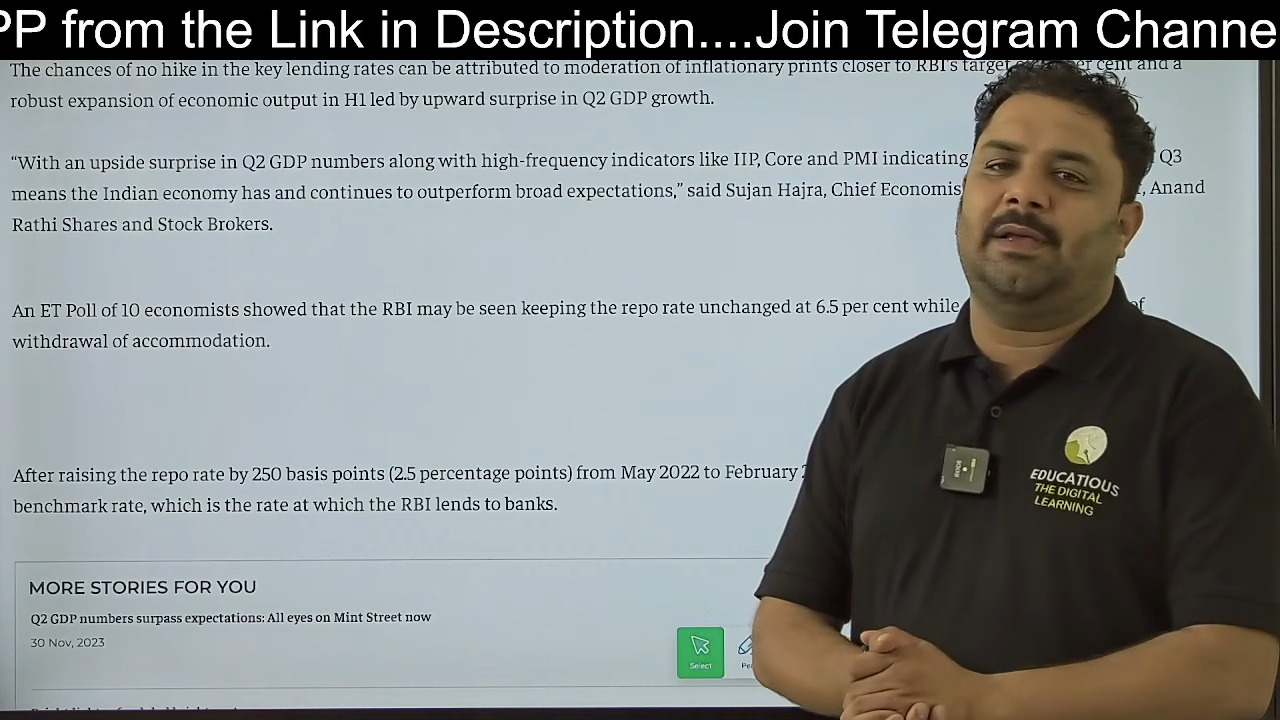 PP from the Link in Description....Join Telegram Channe
The chances of no hike in the key lending rates can be attributed to moderation of inflationary prints closer to RBI's target per cent and a
robust expansion of economic output in H1 led by upward surprise in Q2 GDP growth.
“With an upside surprise in Q2 GDP numbers along with high-frequency indicators like IIP, Core and PMI indicating Q3
means the Indian economy has and continues to outperform broad expectations,” said Sujan Hajra, Chief Economis , Anand
Rathi Shares and Stock Brokers.
An ET Poll of 10 economists showed that the RBI may be seen keeping the repo rate unchanged at 6.5 per cent while of
withdrawal of accommodation.
After raising the repo rate by 250 basis points (2.5 percentage points) from May 2022 to February
benchmark rate, which is the rate at which the RBI lends to banks.
MORE STORIES FOR YOU
Q2 GDP numbers surpass expectations: All eyes on Mint Street now
30 Nov, 2023
Select
Pe
EDUCATIOUS
THE DIGITAL
LEARNING